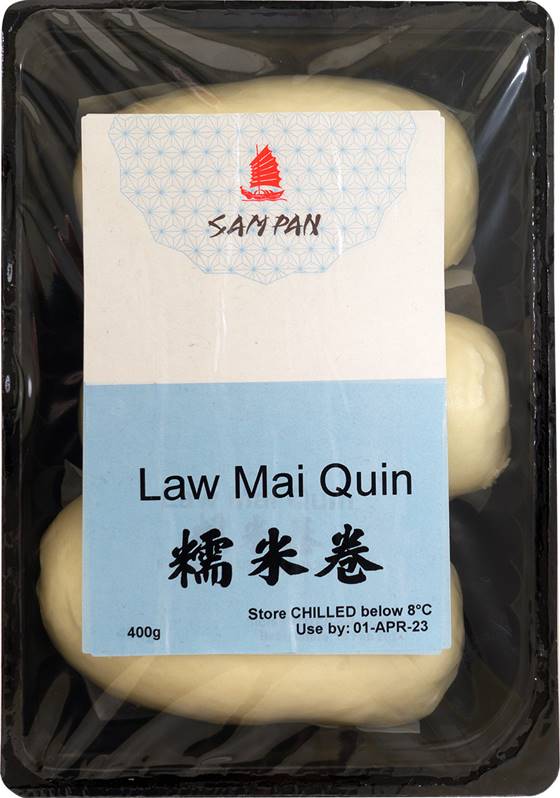 SAMPAN
Law Mai Quin
糯米卷
Store CHILLED below 8°C
400g
Use by: 01-APR-23